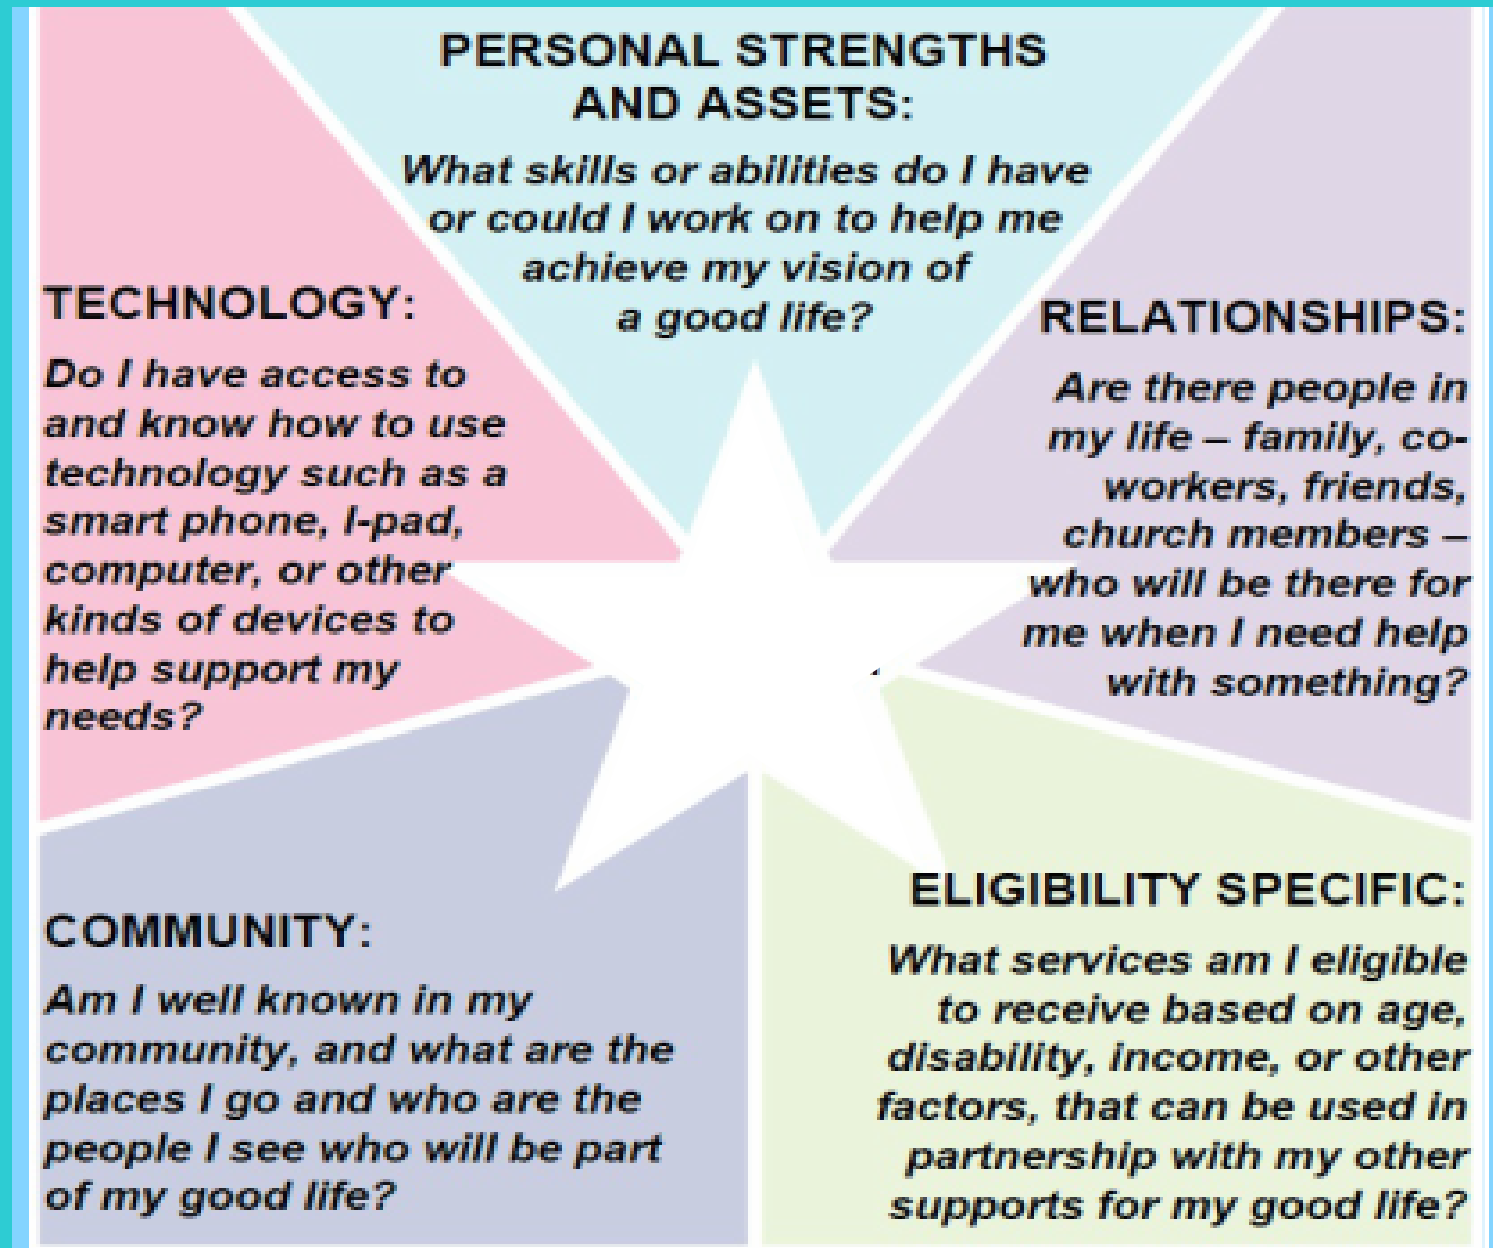 PERSONAL STRENGTHS
AND ASSETS:
What skills or abilities do I have
or could I work on to help me
achieve my vision of
a good life?
TECHNOLOGY:
Do I have access to
and know how to use
technology such as a
smart phone, I-pad,
computer, or other
kinds of devices to
help support my
needs?
RELATIONSHIPS:
Are there people in
my life – family, co-
workers, friends,
church members –
who will be there for
me when I need help
with something?
COMMUNITY:
Am I well known in my
community, and what are the
places I go and who are the
people I see who will be part
of my good life?
ELIGIBILITY SPECIFIC:
What services am I eligible
to receive based on age,
disability, income, or other
factors, that can be used in
partnership with my other
supports for my good life?